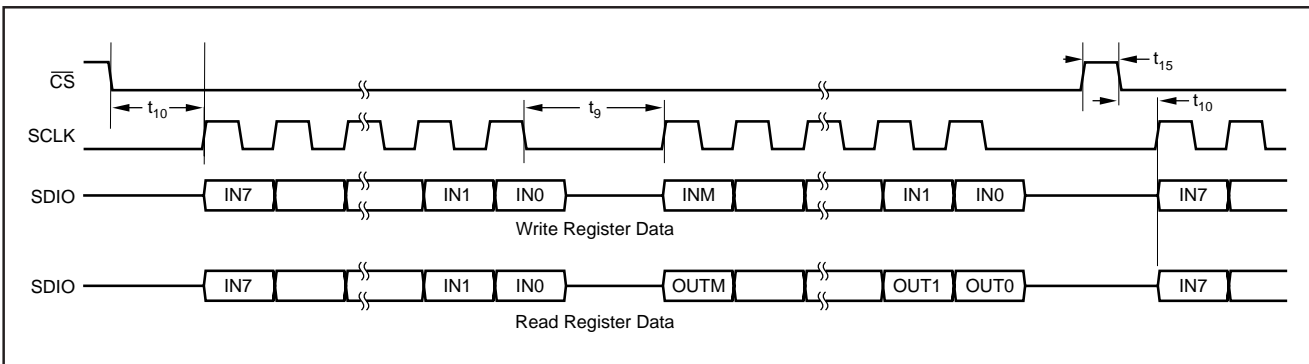 CS t15
t10 t9 t10
SCLK
SDIO IN7 IN1 IN0 INM IN1 IN0 IN7
Write Register Data
SDIO IN7 IN1 IN0 OUTM OUT1 OUT0 IN7
Read Register Data